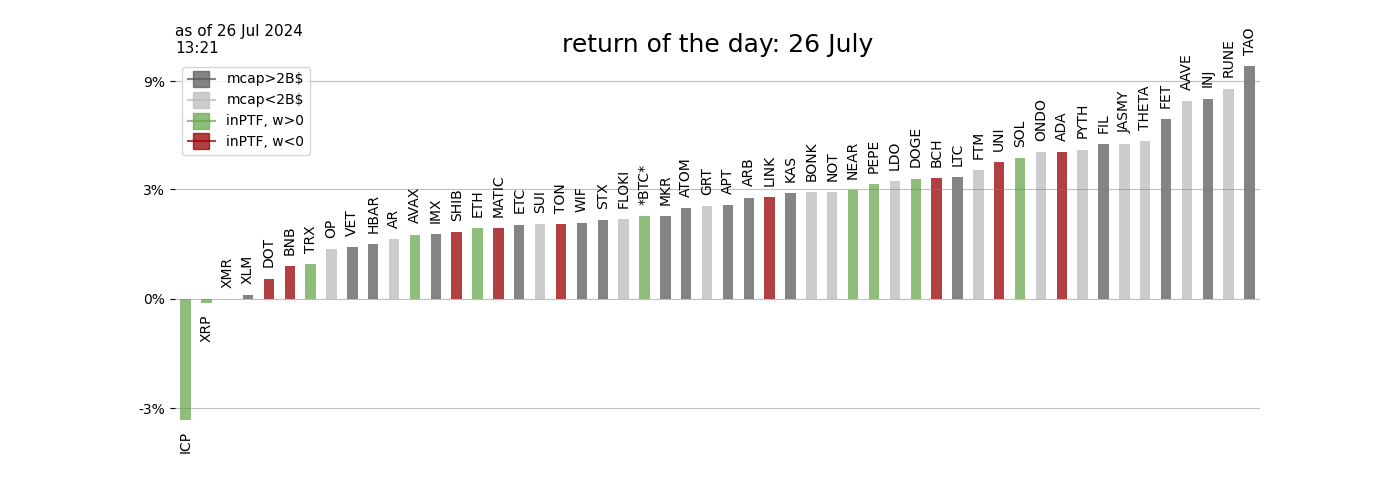 as of 26 Jul 2024
13:21
return of the day: 26 July
mcap>2B$
mcap<2B$
inPTF, w>0
inPTF, w<0
9%
3%
0%
-3%
ICP
XRP
XMR
XLM
DOT
BNB
TRX
OP
VET
HBAR
AR
AVAX
IMX
SHIB
ETH
MATIC
ETC
SUI
TON
WIF
STX
FLOKI
*BTC*
MKR
ATOM
GRT
APT
ARB
LINK
KAS
BONK
NOT
NEAR
PEPE
LDO
DOGE
BCH
LTC
FTM
UNI
SOL
ONDO
ADA
PYTH
FIL
JASMY
THETA
FET
AAVE
INJ
RUNE
TAO